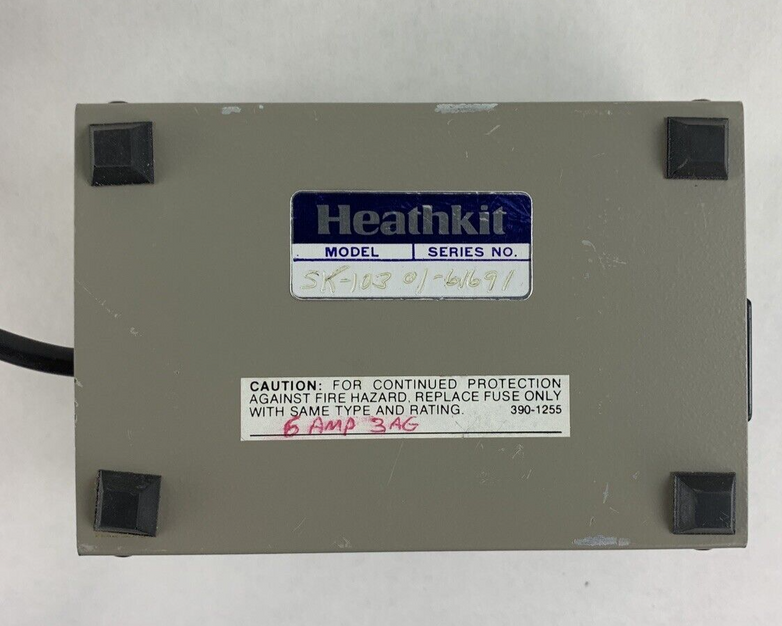 Heathkit
MODEL SERIES NO.
SK-103 01-61691
CAUTION: FOR CONTINUED PROTECTION
AGAINST FIRE HAZARD, REPLACE FUSE ONLY
WITH SAME TYPE AND RATING. 390-1255
6 AMP 3AG